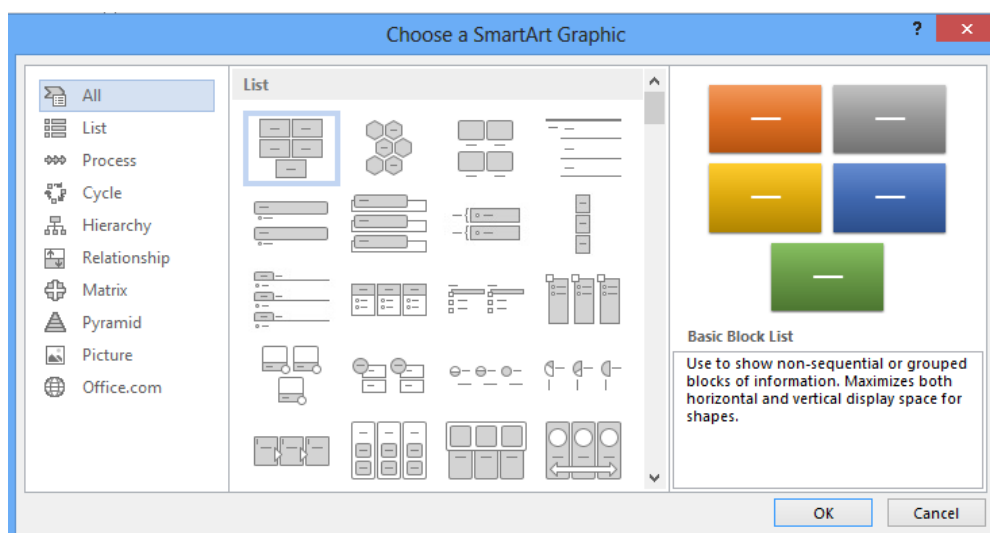 Choose a SmartArt Graphic
?
All
List
Process
Cycle
Hierarchy
Relationship
Matrix
Pyramid
Picture
Office.com
List
Basic Block List
Use to show non-sequential or grouped
blocks of information. Maximizes both
horizontal and vertical display space for
shapes.
OK
Cancel